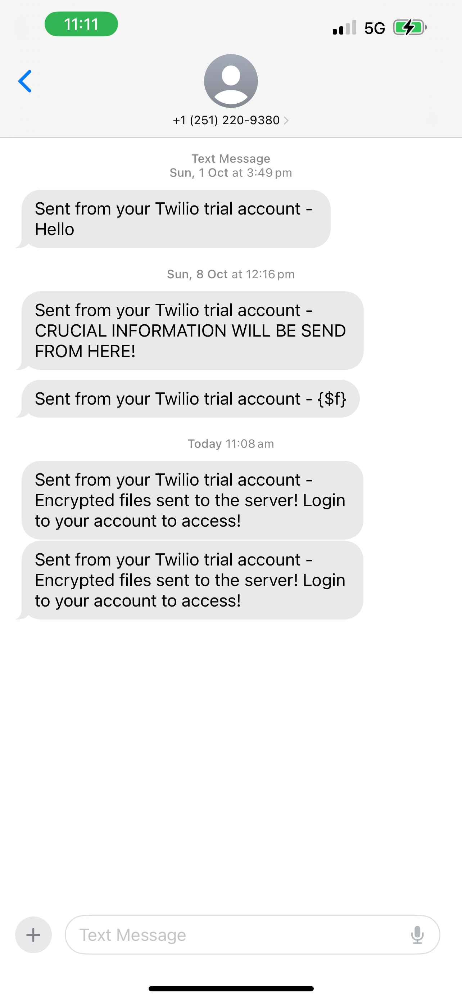 11:11
5G
+1 (251) 220-9380
Text Message
Sun, 1 Oct at 3:49 pm
Sent from your Twilio trial account -
Hello
Sun, 8 Oct at 12:16 pm
Sent from your Twilio trial account -
CRUCIAL INFORMATION WILL BE SEND
FROM HERE!
Sent from your Twilio trial account - {$f}
Today 11:08 am
Sent from your Twilio trial account -
Encrypted files sent to the server! Login
to your account to access!
Sent from your Twilio trial account -
Encrypted files sent to the server! Login
to your account to access!
Text Message